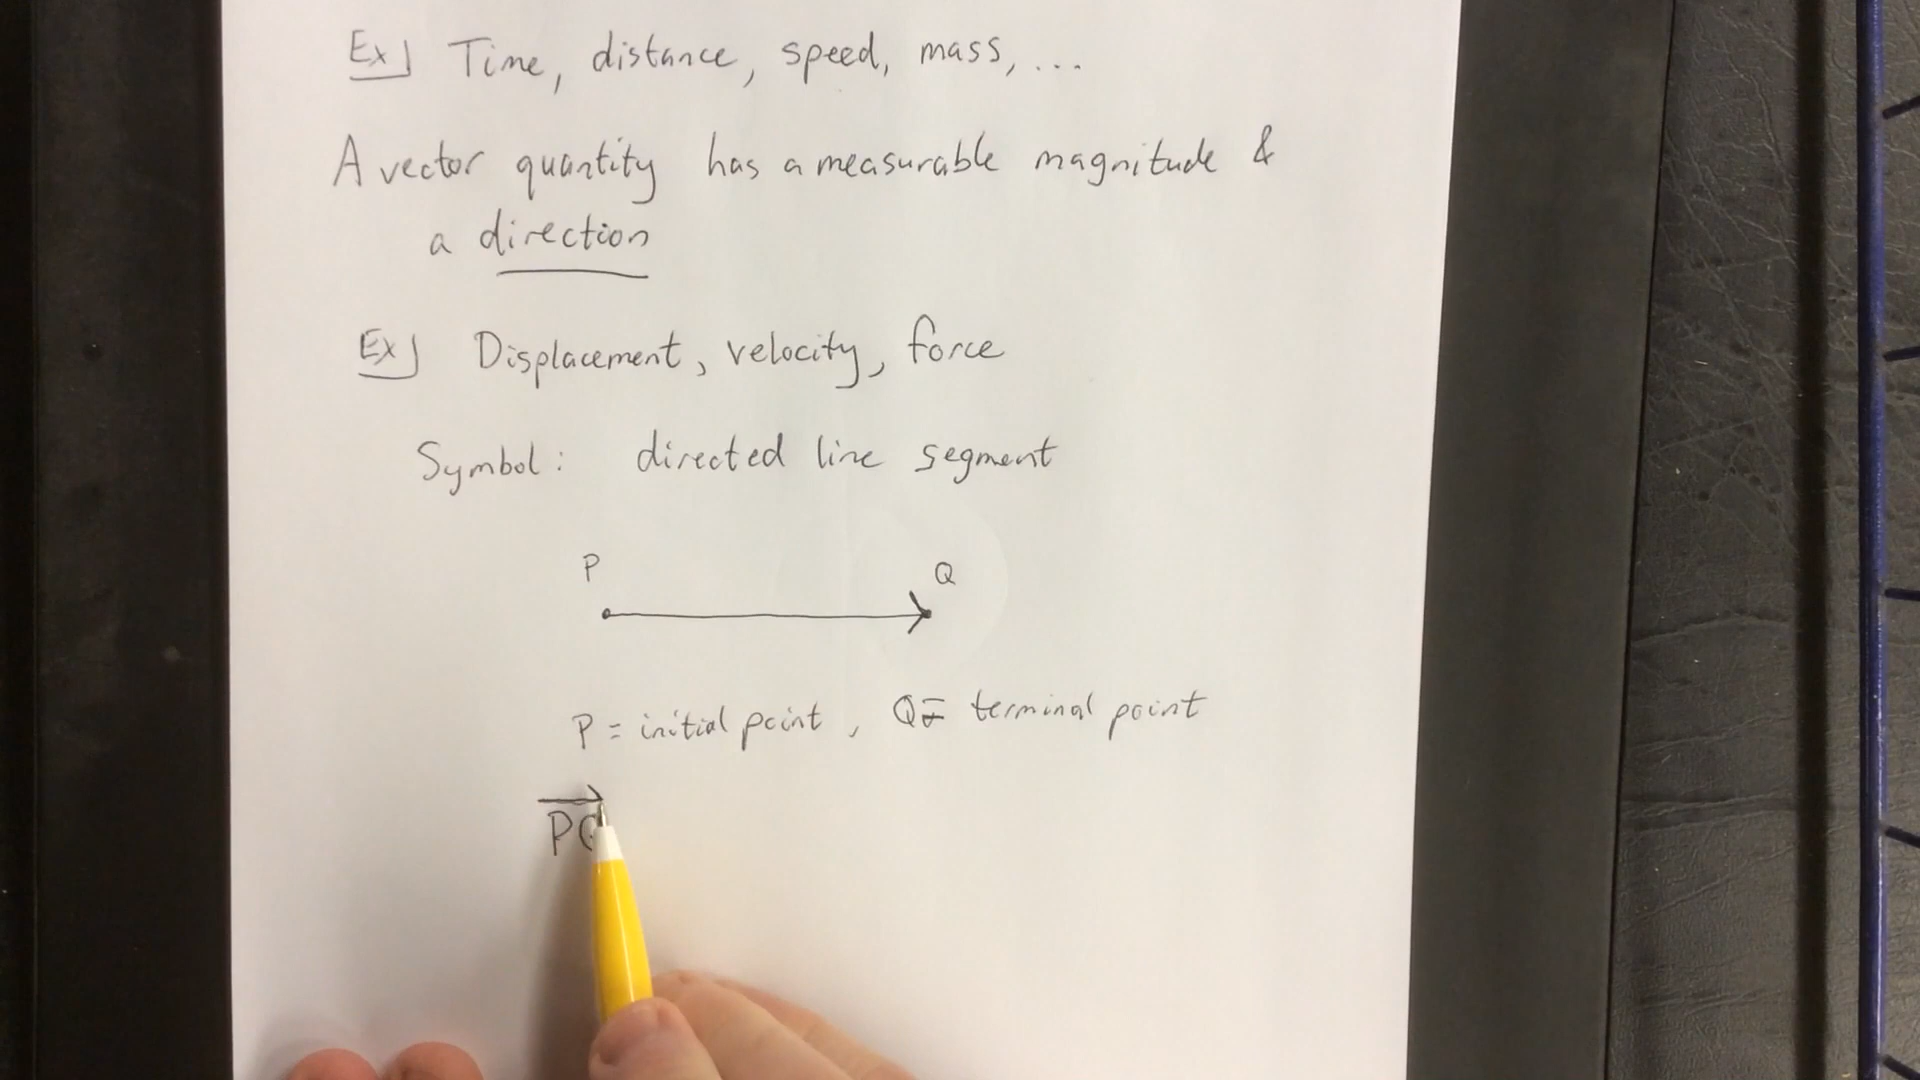 Ex] Time, distance, speed, mass, ...
A vector quantity has a measurable magnitude &
a direction
Ex] Displacement, velocity, force
Symbol: directed line segment
P Q
P = initial point, Q = terminal point
PQ